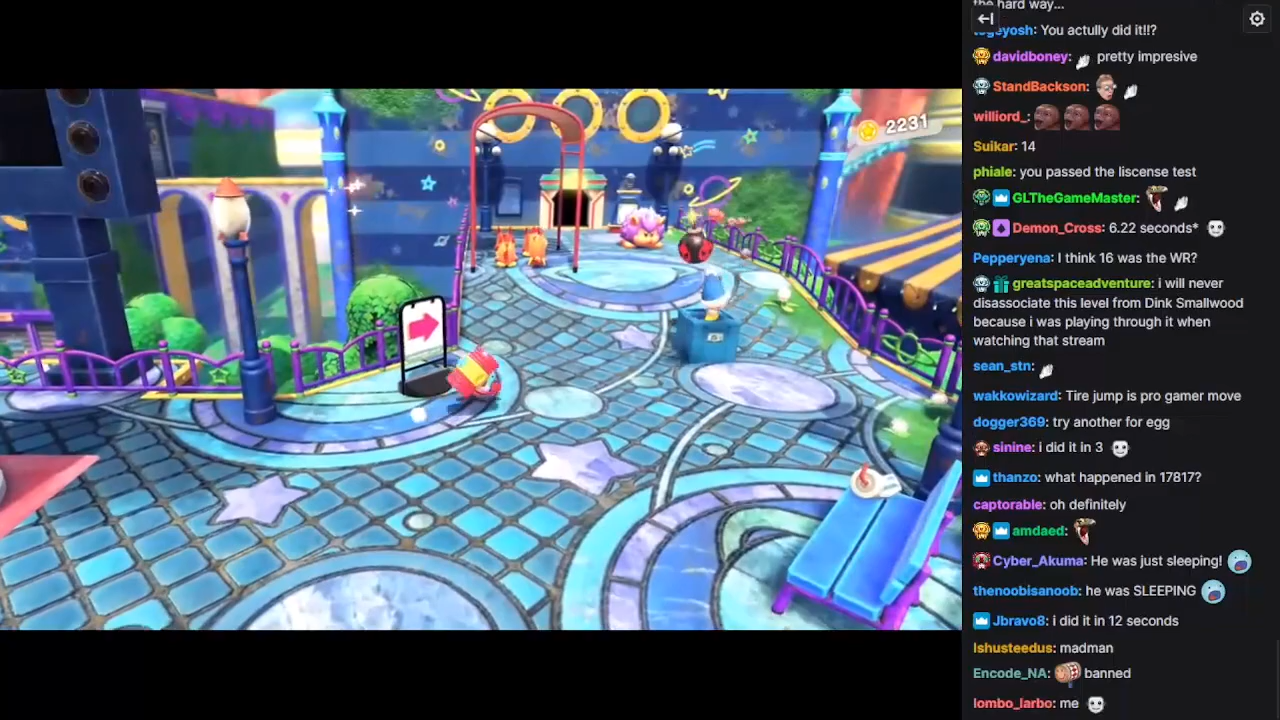 2231
the hard way...
togeyosh: You actully did it!!?
davidboney: pretty impresive
StandBackson:
williord_:
Suikar: 14
phiale: you passed the liscense test
GLTheGameMaster:
Demon_Cross: 6.22 seconds*
Pepperyena: I think 16 was the WR?
greatspaceadventure: i will never
disassociate this level from Dink Smallwood
because i was playing through it when
watching that stream
sean_stn:
wakkowizard: Tire jump is pro gamer move
dogger369: try another for egg
sinine: i did it in 3
thanzo: what happened in 17817?
captorable: oh definitely
amdaed:
Cyber_Akuma: He was just sleeping!
thenoobisanoob: he was SLEEPING
Jbravo8: i did it in 12 seconds
Ishusteedus: madman
Encode_NA: banned
lombo_larbo: me